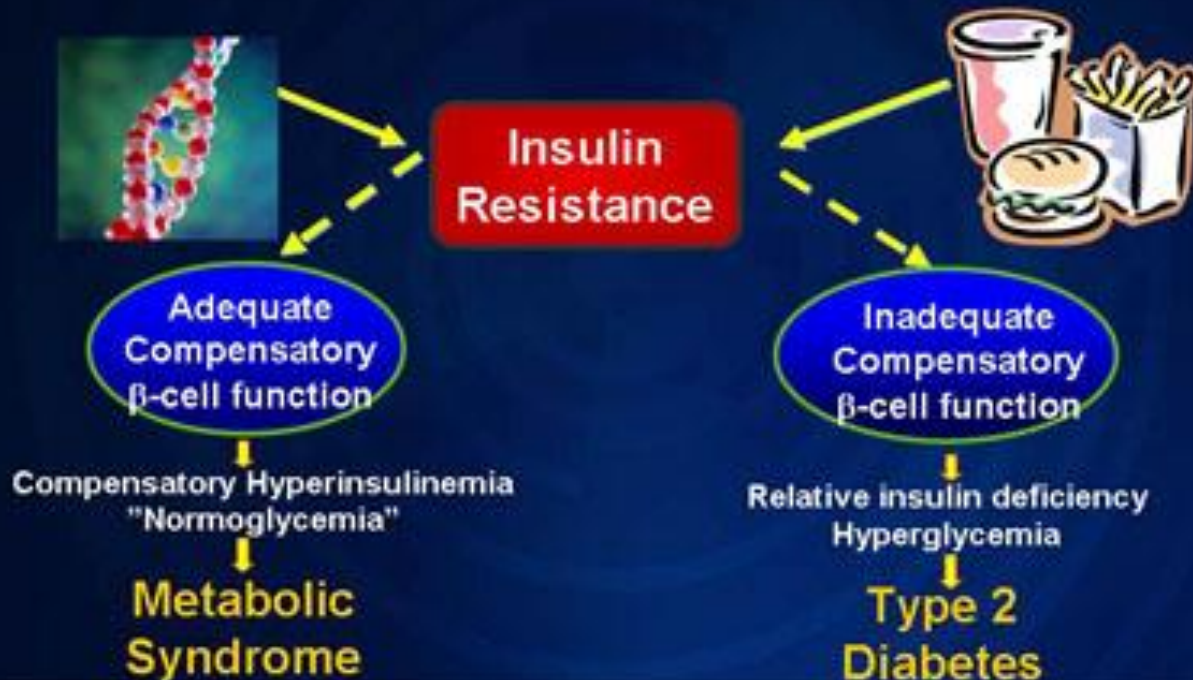 Insulin
Resistance
Adequate
Compensatory
β-cell function
Compensatory Hyperinsulinemia
"Normoglycemia"
Metabolic
Syndrome
Inadequate
Compensatory
β-cell function
Relative insulin deficiency
Hyperglycemia
Type 2
Diabetes